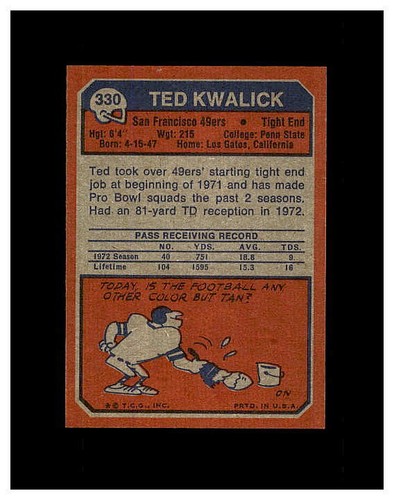 330 TED KWALICK
San Francisco 49ers • Tight End
Hgt: 6'4" Wgt: 215 College: Penn State
Born: 4-15-47 Home: Los Gatos, California
Ted took over 49ers' starting tight end
job at beginning of 1971 and has made
Pro Bowl squads the past 2 seasons.
Had an 81-yard TD reception in 1972.
PASS RECEIVING RECORD
NO. YDS. AVG. TDS.
1972 Season 40 751 18.8 9
Lifetime 104 1595 15.3 16
TODAY, IS THE FOOTBALL ANY
OTHER COLOR BUT TAN?
ON
* © T.C.G., INC. PRTD. IN U.S.A.